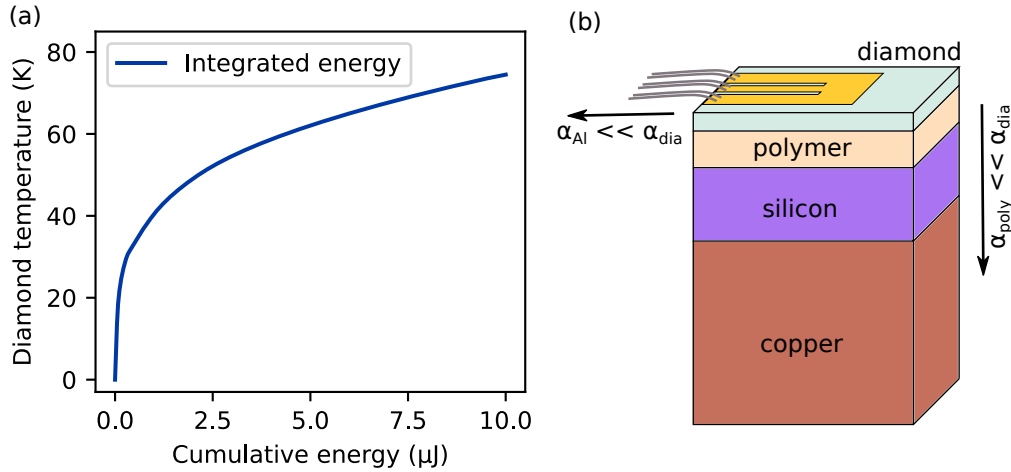 (a)
Integrated energy
Diamond temperature (K)
80
60
40
20
0
0.0
2.5
5.0
7.5
10.0
Cumulative energy (μJ)
(b)
diamond
α_Al << α_dia
polymer
silicon
copper
α_poly << α_dia